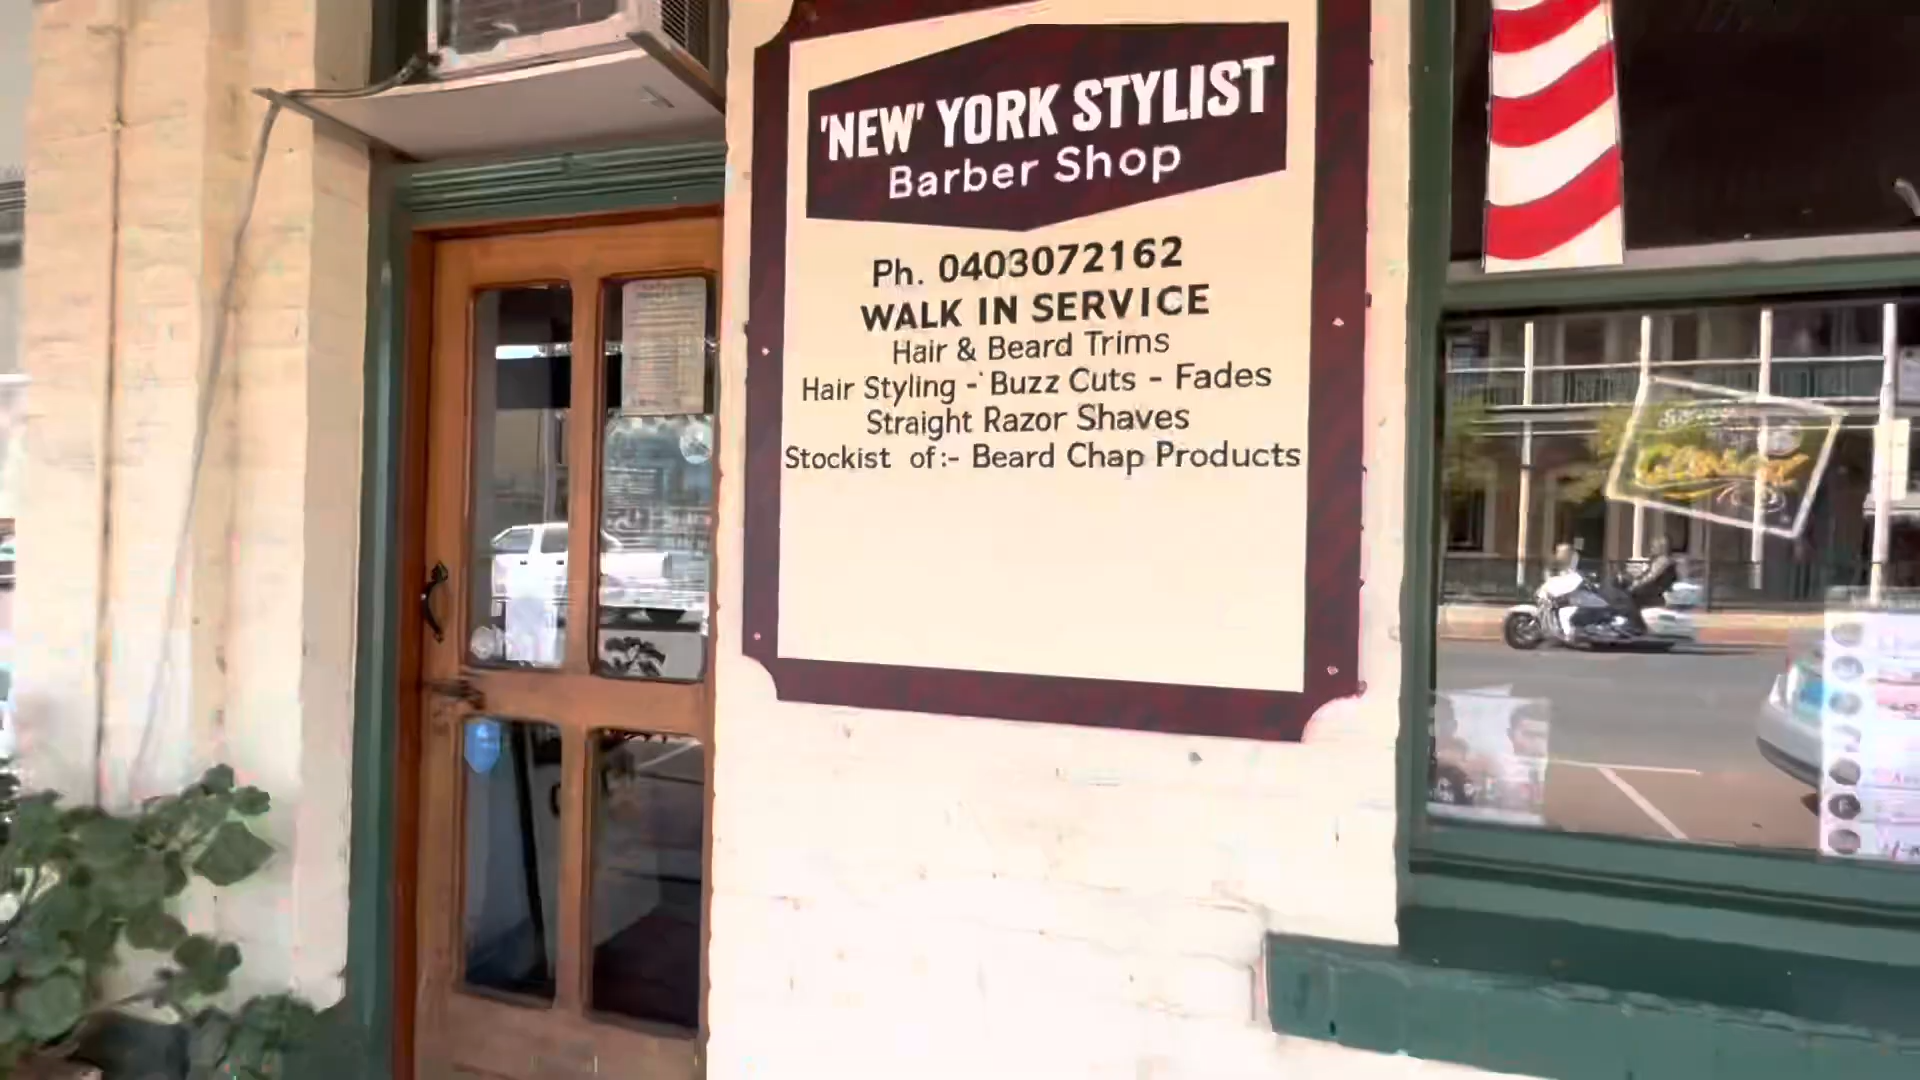 'NEW' YORK STYLIST
Barber Shop
Ph. 0403072162
WALK IN SERVICE
Hair & Beard Trims
Hair Styling - Buzz Cuts - Fades
Straight Razor Shaves
Stockist of:- Beard Chap Products